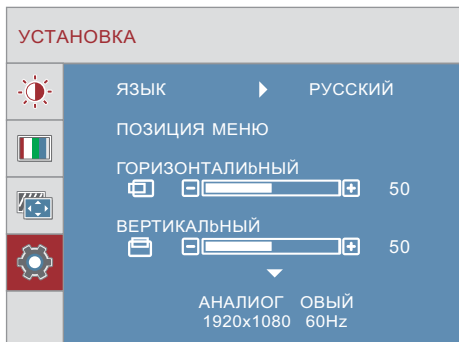 УСТАНОВКА
ЯЗЫК РУССКИЙ
ПОЗИЦИЯ МЕНЮ
ГОРИЗОНТАЛИЬНЫЙ
50
ВЕРТИКАЛЬНЫЙ
50
АНАЛИОГ ОВЫЙ
1920x1080 60Hz